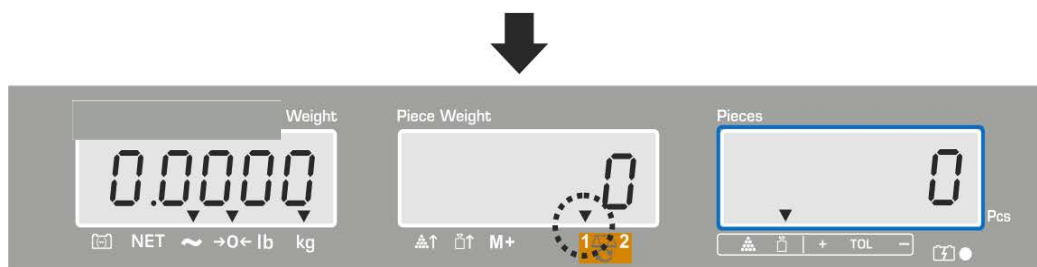 Weight Piece Weight Pieces
0.0000 0 0
Pcs
NET ~ →0← lb kg M+ 1 2 + TOL −